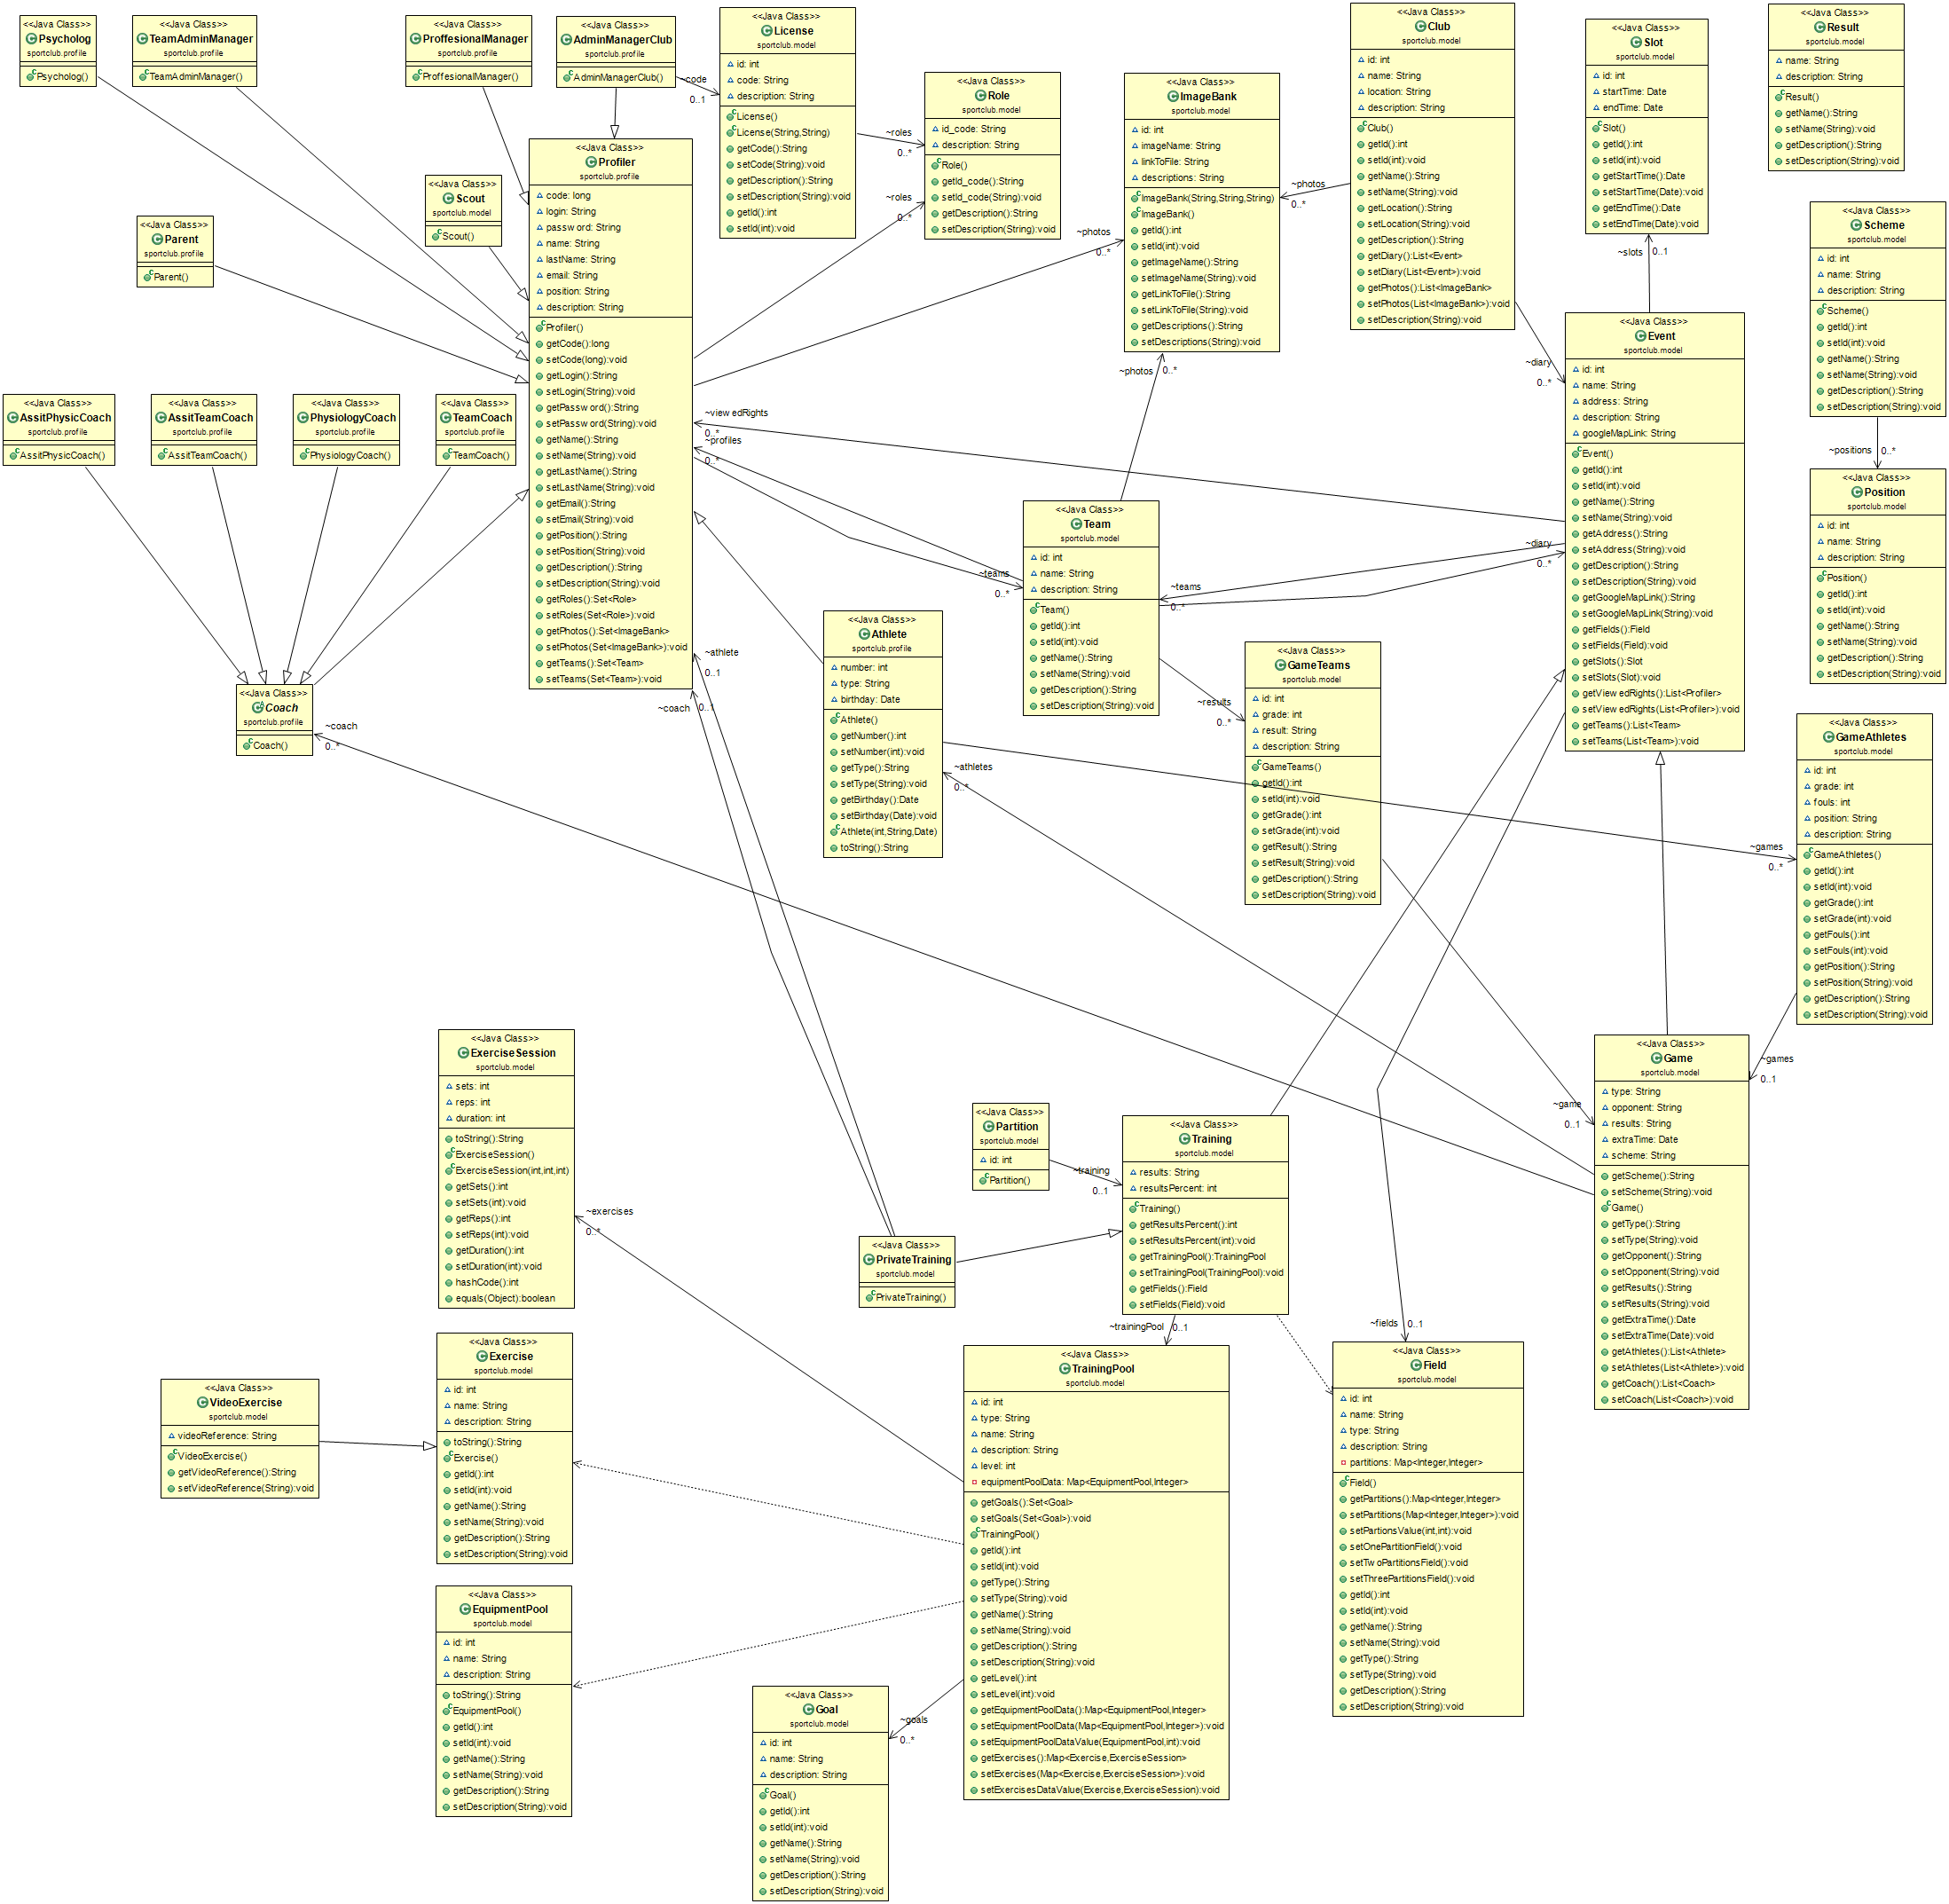 <<Java Class>>
Psycholog
sportclub.profile
Psycholog()
<<Java Class>>
TeamAdminManager
sportclub.profile
TeamAdminManager()
<<Java Class>>
ProffesionalManager
sportclub.profile
ProffesionalManager()
<<Java Class>>
AdminManagerClub
sportclub.profile
AdminManagerClub()
~code
0..1
<<Java Class>>
License
sportclub.model
id: int
code: String
description: String
License()
License(String,String)
getCode():String
setCode(String):void
getDescription():String
setDescription(String):void
getId():int
setId(int):void
~roles
0..*
<<Java Class>>
Role
sportclub.model
id_code: String
description: String
Role()
getId_code():String
setId_code(String):void
getDescription():String
setDescription(String):void
~roles
0..*
<<Java Class>>
ImageBank
sportclub.model
id: int
imageName: String
linkToFile: String
descriptions: String
ImageBank(String,String,String)
ImageBank()
getId():int
setId(int):void
getImageName():String
setImageName(String):void
getLinkToFile():String
setLinkToFile(String):void
getDescriptions():String
setDescriptions(String):void
~photos
0..*
~photos
0..*
~photos
0..*
<<Java Class>>
Club
sportclub.model
id: int
name: String
location: String
description: String
Club()
getId():int
setId(int):void
getName():String
setName(String):void
getLocation():String
setLocation(String):void
getDescription():String
getDiary():List<Event>
setDiary(List<Event>):void
getPhotos():List<ImageBank>
setPhotos(List<ImageBank>):void
setDescription(String):void
~diary
0..*
<<Java Class>>
Slot
sportclub.model
id: int
startTime: Date
endTime: Date
Slot()
getId():int
setId(int):void
getStartTime():Date
setStartTime(Date):void
getEndTime():Date
setEndTime(Date):void
~slots
0..1
<<Java Class>>
Result
sportclub.model
name: String
description: String
Result()
getName():String
setName(String):void
getDescription():String
setDescription(String):void
<<Java Class>>
Scheme
sportclub.model
id: int
name: String
description: String
Scheme()
getId():int
setId(int):void
getName():String
setName(String):void
getDescription():String
setDescription(String):void
~positions
0..*
<<Java Class>>
Position
sportclub.model
id: int
name: String
description: String
Position()
getId():int
setId(int):void
getName():String
setName(String):void
getDescription():String
setDescription(String):void
<<Java Class>>
Profiler
sportclub.profile
code: long
login: String
password: String
name: String
lastName: String
email: String
position: String
description: String
Profiler()
getCode():long
setCode(long):void
getLogin():String
setLogin(String):void
getPassword():String
setPassword(String):void
getName():String
setName(String):void
getLastName():String
setLastName(String):void
getEmail():String
setEmail(String):void
getPosition():String
setPosition(String):void
getDescription():String
setDescription(String):void
getRoles():Set<Role>
setRoles(Set<Role>):void
getPhotos():Set<ImageBank>
setPhotos(Set<ImageBank>):void
getTeams():Set<Team>
setTeams(Set<Team>):void
<<Java Class>>
Scout
sportclub.model
Scout()
<<Java Class>>
Parent
sportclub.profile
Parent()
<<Java Class>>
AssitPhysicCoach
sportclub.profile
AssitPhysicCoach()
<<Java Class>>
AssitTeamCoach
sportclub.profile
AssitTeamCoach()
<<Java Class>>
PhysiologyCoach
sportclub.profile
PhysiologyCoach()
<<Java Class>>
TeamCoach
sportclub.profile
TeamCoach()
<<Java Class>>
Coach
sportclub.profile
Coach()
~coach
0..*
~viewedRights
0..*
~profiles
0..*
~teams
0..*
~athlete
0..1
~coach
0..1
<<Java Class>>
Event
sportclub.model
id: int
name: String
address: String
description: String
googleMapLink: String
Event()
getId():int
setId(int):void
getName():String
setName(String):void
getAddress():String
setAddress(String):void
getDescription():String
setDescription(String):void
getGoogleMapLink():String
setGoogleMapLink(String):void
getFields():Field
setFields(Field):void
getSlots():Slot
setSlots(Slot):void
getViewedRights():List<Profiler>
setViewedRights(List<Profiler>):void
getTeams():List<Team>
setTeams(List<Team>):void
~diary
0..*
~teams
0..*
<<Java Class>>
Team
sportclub.model
id: int
name: String
description: String
Team()
getId():int
setId(int):void
getName():String
setName(String):void
getDescription():String
setDescription(String):void
~results
0..*
<<Java Class>>
Athlete
sportclub.profile
number: int
type: String
birthday: Date
Athlete()
getNumber():int
setNumber(int):void
getType():String
setType(String):void
getBirthday():Date
setBirthday(Date):void
Athlete(int,String,Date)
toString():String
~athletes
0..*
<<Java Class>>
GameTeams
sportclub.model
id: int
grade: int
result: String
description: String
GameTeams()
getId():int
setId(int):void
getGrade():int
setGrade(int):void
getResult():String
setResult(String):void
getDescription():String
setDescription(String):void
~game
0..1
<<Java Class>>
GameAthletes
sportclub.model
id: int
grade: int
fouls: int
position: String
description: String
GameAthletes()
getId():int
setId(int):void
getGrade():int
setGrade(int):void
getFouls():int
setFouls(int):void
getPosition():String
setPosition(String):void
getDescription():String
setDescription(String):void
~games
0..*
~games
0..1
<<Java Class>>
Game
sportclub.model
type: String
opponent: String
results: String
extraTime: Date
scheme: String
getScheme():String
setScheme(String):void
Game()
getType():String
setType(String):void
getOpponent():String
setOpponent(String):void
getResults():String
setResults(String):void
getExtraTime():Date
setExtraTime(Date):void
getAthletes():List<Athlete>
setAthletes(List<Athlete>):void
getCoach():List<Coach>
setCoach(List<Coach>):void
<<Java Class>>
ExerciseSession
sportclub.model
sets: int
reps: int
duration: int
toString():String
ExerciseSession()
ExerciseSession(int,int,int)
getSets():int
setSets(int):void
getReps():int
setReps(int):void
getDuration():int
setDuration(int):void
hashCode():int
equals(Object):boolean
~exercises
0..*
<<Java Class>>
Partition
sportclub.model
id: int
Partition()
~training
0..1
<<Java Class>>
Training
sportclub.model
results: String
resultsPercent: int
Training()
getResultsPercent():int
setResultsPercent(int):void
getTrainingPool():TrainingPool
setTrainingPool(TrainingPool):void
getFields():Field
setFields(Field):void
<<Java Class>>
PrivateTraining
sportclub.model
PrivateTraining()
~trainingPool
0..1
~fields
0..1
<<Java Class>>
Exercise
sportclub.model
id: int
name: String
description: String
toString():String
Exercise()
getId():int
setId(int):void
getName():String
setName(String):void
getDescription():String
setDescription(String):void
<<Java Class>>
VideoExercise
sportclub.model
videoReference: String
VideoExercise()
getVideoReference():String
setVideoReference(String):void
<<Java Class>>
TrainingPool
sportclub.model
id: int
type: String
name: String
description: String
level: int
equipmentPoolData: Map<EquipmentPool,Integer>
getGoals():Set<Goal>
setGoals(Set<Goal>):void
TrainingPool()
getId():int
setId(int):void
getType():String
setType(String):void
getName():String
setName(String):void
getDescription():String
setDescription(String):void
getLevel():int
setLevel(int):void
getEquipmentPoolData():Map<EquipmentPool,Integer>
setEquipmentPoolData(Map<EquipmentPool,Integer>):void
setEquipmentPoolDataValue(EquipmentPool,int):void
getExercises():Map<Exercise,ExerciseSession>
setExercises(Map<Exercise,ExerciseSession>):void
setExercisesDataValue(Exercise,ExerciseSession):void
<<Java Class>>
Field
sportclub.model
id: int
name: String
type: String
description: String
partitions: Map<Integer,Integer>
Field()
getPartitions():Map<Integer,Integer>
setPartitions(Map<Integer,Integer>):void
setPartionsValue(int,int):void
setOnePartitionField():void
setTwoPartitionsField():void
setThreePartitionsField():void
getId():int
setId(int):void
getName():String
setName(String):void
getType():String
setType(String):void
getDescription():String
setDescription(String):void
<<Java Class>>
EquipmentPool
sportclub.model
id: int
name: String
description: String
toString():String
EquipmentPool()
getId():int
setId(int):void
getName():String
setName(String):void
getDescription():String
setDescription(String):void
<<Java Class>>
Goal
sportclub.model
id: int
name: String
description: String
Goal()
getId():int
setId(int):void
getName():String
setName(String):void
getDescription():String
setDescription(String):void
~goals
0..*